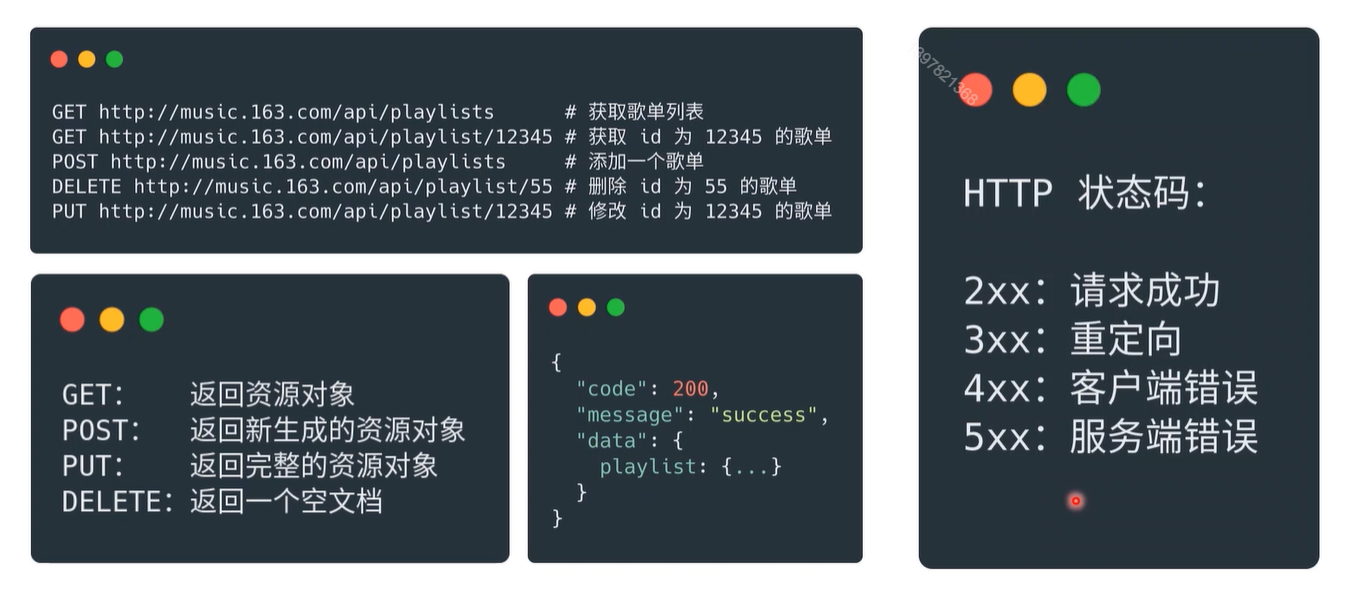 GET http://music.163.com/api/playlists # 获取歌单列表
GET http://music.163.com/api/playlist/12345 # 获取 id 为 12345 的歌单
POST http://music.163.com/api/playlists # 添加一个歌单
DELETE http://music.163.com/api/playlist/55 # 删除 id 为 55 的歌单
PUT http://music.163.com/api/playlist/12345 # 修改 id 为 12345 的歌单
GET: 返回资源对象
POST: 返回新生成的资源对象
PUT: 返回完整的资源对象
DELETE: 返回一个空文档
{
"code": 200,
"message": "success",
"data": {
playlist: {...}
}
}
HTTP 状态码:
2xx: 请求成功
3xx: 重定向
4xx: 客户端错误
5xx: 服务端错误